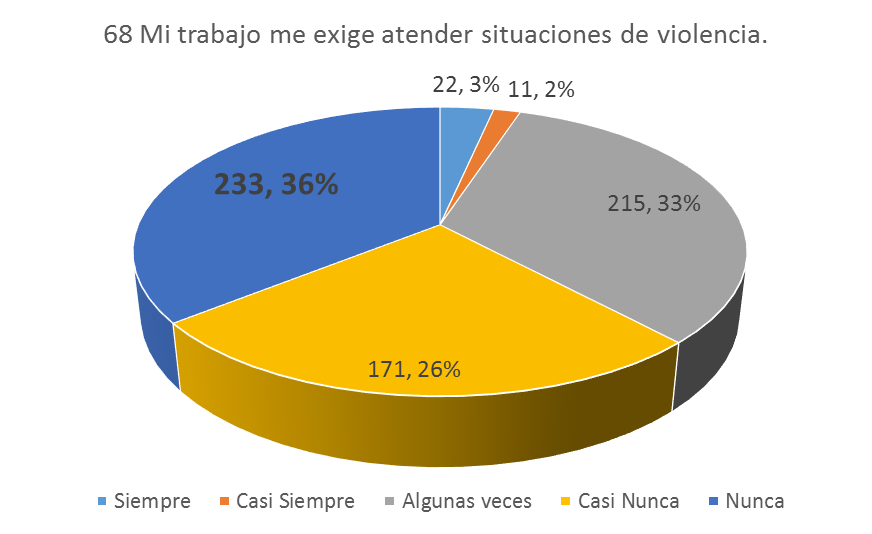 68 Mi trabajo me exige atender situaciones de violencia.
22, 3%
11, 2%
233, 36%
215, 33%
171, 26%
Siempre Casi Siempre Algunas veces Casi Nunca Nunca